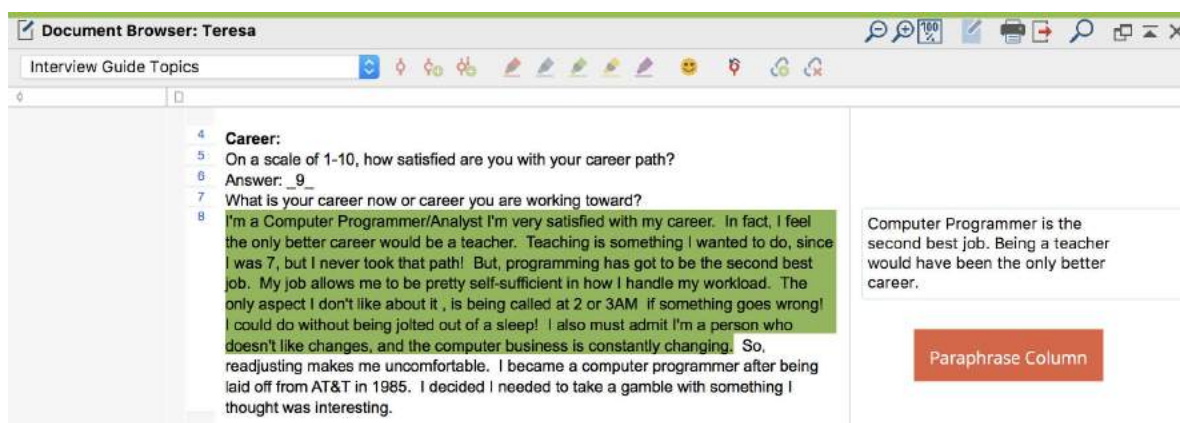 Document Browser: Teresa
100
%
Interview Guide Topics
4 Career:
5 On a scale of 1-10, how satisfied are you with your career path?
6 Answer: _9_
7 What is your career now or career you are working toward?
8 I'm a Computer Programmer/Analyst I'm very satisfied with my career.  In fact, I feel
the only better career would be a teacher.  Teaching is something I wanted to do, since
I was 7, but I never took that path!  But, programming has got to be the second best
job.  My job allows me to be pretty self-sufficient in how I handle my workload.  The
only aspect I don't like about it , is being called at 2 or 3AM  if something goes wrong!
I could do without being jolted out of a sleep!  I also must admit I'm a person who
doesn't like changes, and the computer business is constantly changing.  So,
readjusting makes me uncomfortable.  I became a computer programmer after being
laid off from AT&T in 1985.  I decided I needed to take a gamble with something I
thought was interesting.
Computer Programmer is the
second best job. Being a teacher
would have been the only better
career.
Paraphrase Column